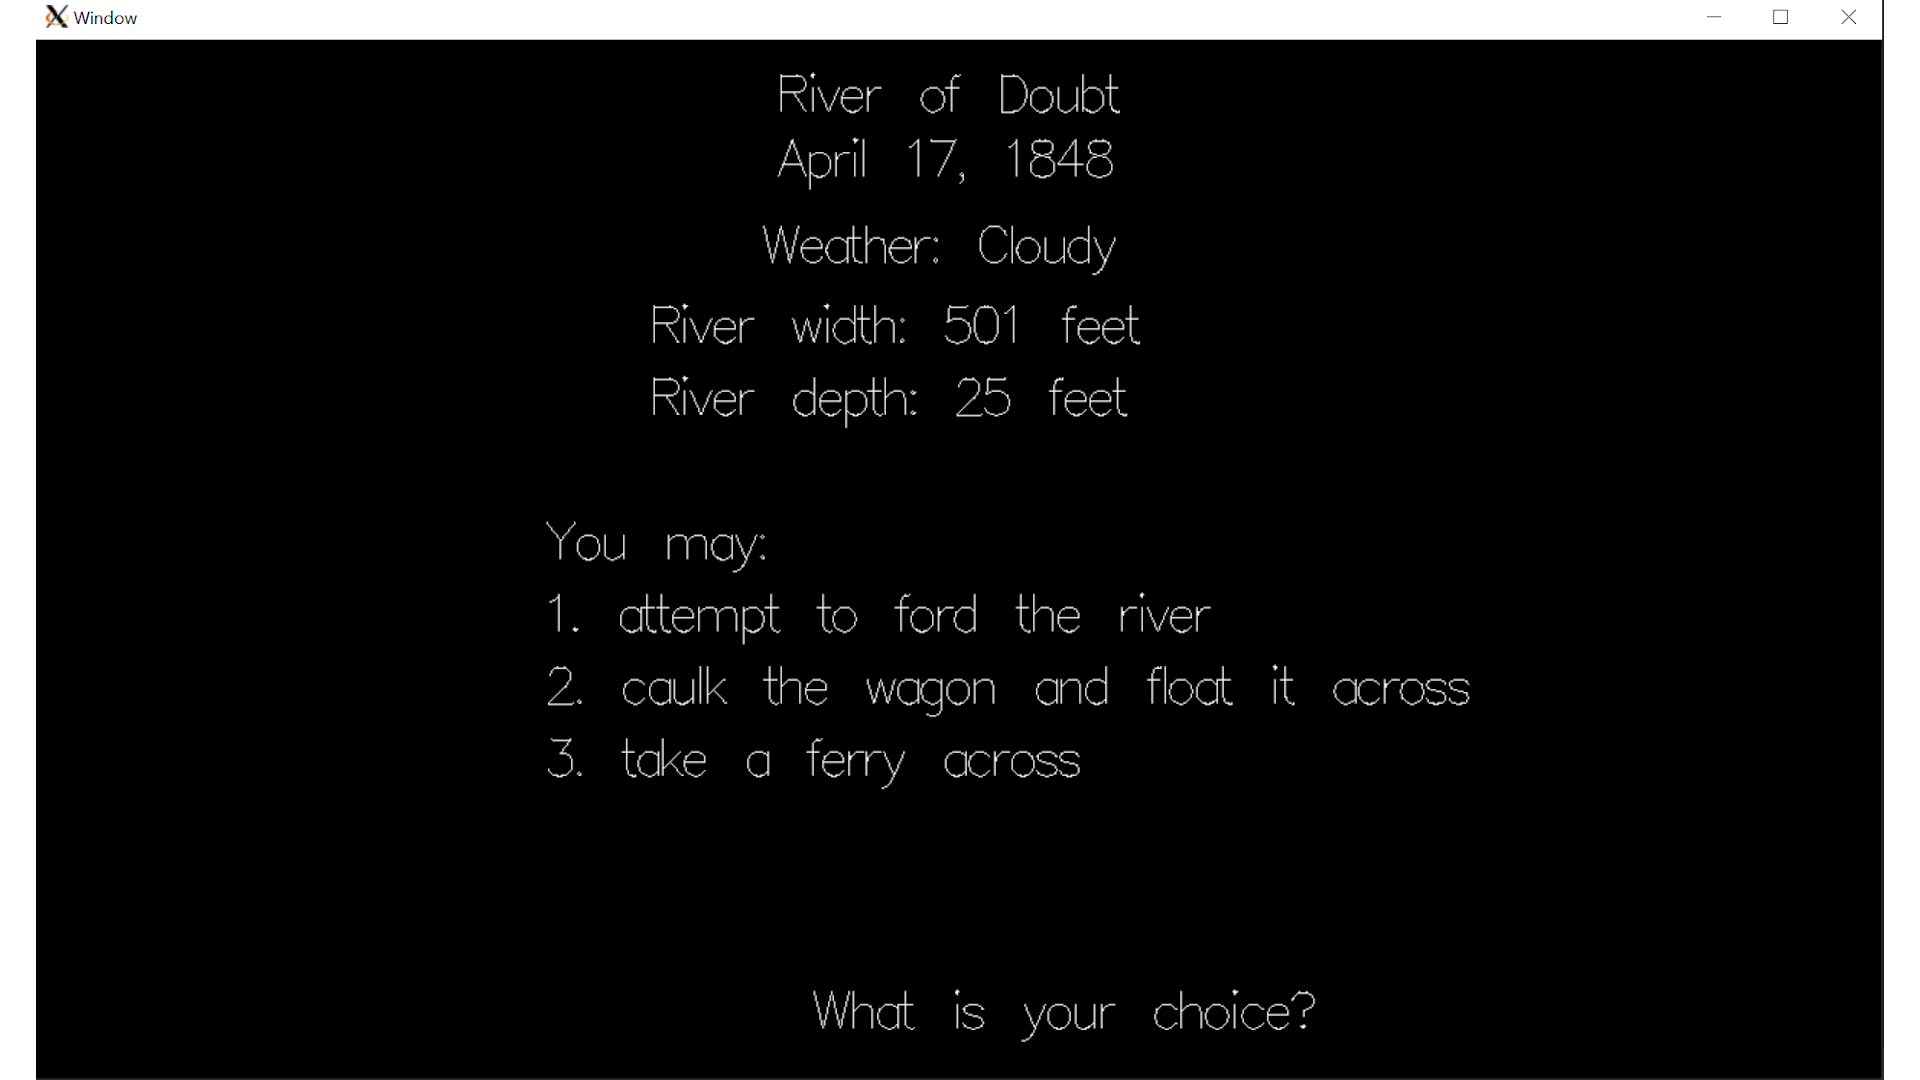 Window
River of Doubt
April 17, 1848
Weather: Cloudy
River width: 501 feet
River depth: 25 feet
You may:
1. attempt to ford the river
2. caulk the wagon and float it across
3. take a ferry across
What is your choice?